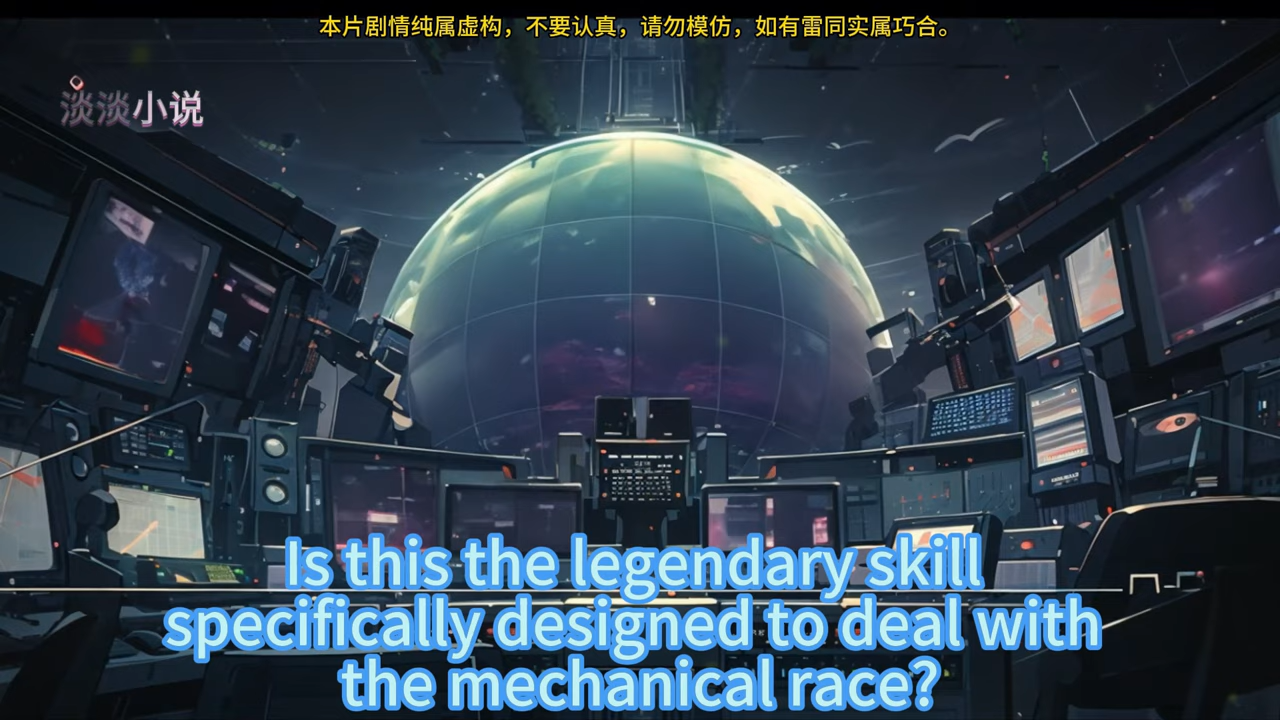 本片剧情纯属虚构，不要认真，请勿模仿，如有雷同实属巧合。
淡淡小说
Is this the legendary skill
specifically designed to deal with
the mechanical race?